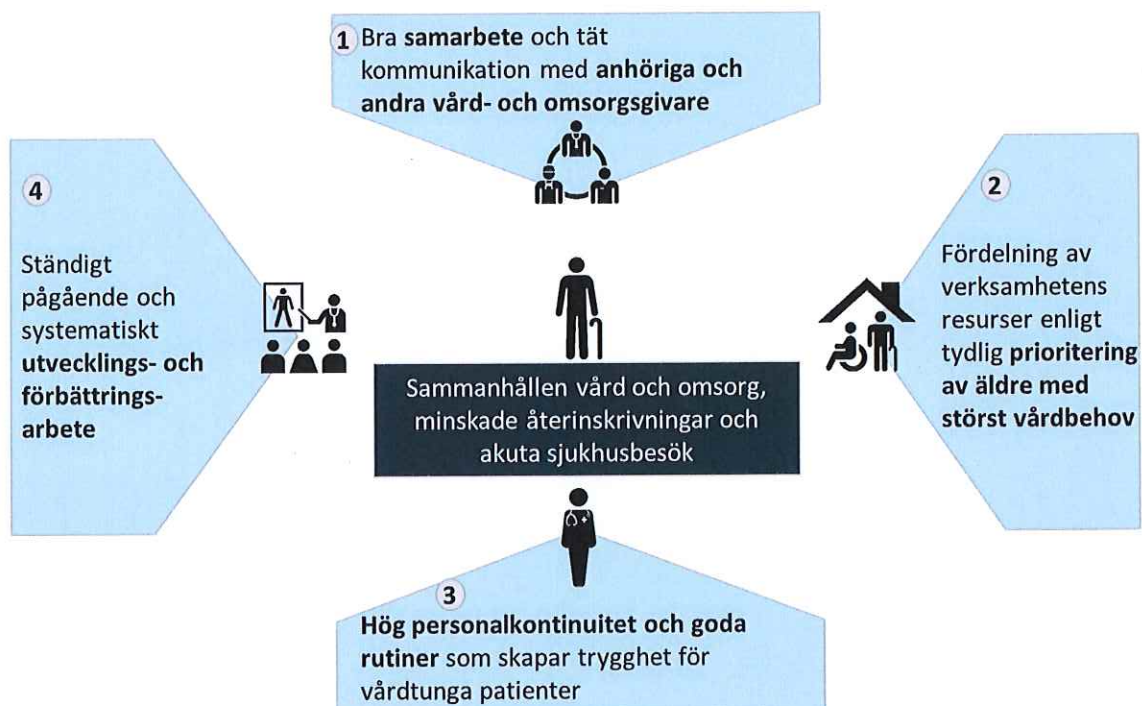 1 Bra samarbete och tät
kommunikation med anhöriga och
andra vård- och omsorgsgivare
2
Fördelning av
verksamhetens
resurser enligt
tydlig prioritering
av äldre med
störst vårdbehov
3
Hög personalkontinuitet och goda
rutiner som skapar trygghet för
vårdtunga patienter
4
Ständigt
pågående och
systematiskt
utvecklings- och
förbättrings-
arbete
Sammanhållen vård och omsorg,
minskade återinskrivningar och
akuta sjukhusbesök